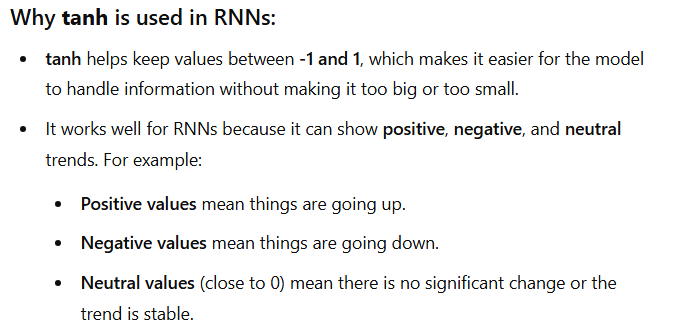 Why tanh is used in RNNs:
• tanh helps keep values between -1 and 1, which makes it easier for the model
to handle information without making it too big or too small.
• It works well for RNNs because it can show positive, negative, and neutral
trends. For example:
• Positive values mean things are going up.
• Negative values mean things are going down.
• Neutral values (close to 0) mean there is no significant change or the
trend is stable.